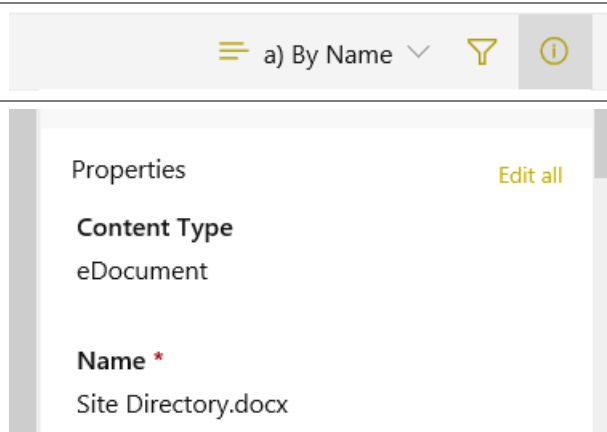 a) By Name
Properties
Edit all
Content Type
eDocument
Name *
Site Directory.docx